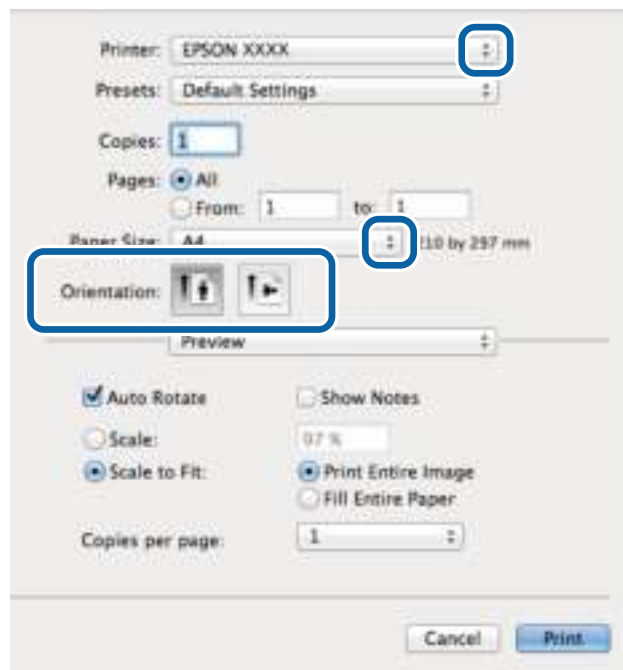 Printer: EPSON XXXX
Presets: Default Settings
Copies: 1
Pages: All
From: 1 to: 1
Paper Size: A4 210 by 297 mm
Orientation:
Preview
Auto Rotate Show Notes
Scale: 97 %
Scale to Fit: Print Entire Image
Fill Entire Paper
Copies per page: 1
Cancel Print